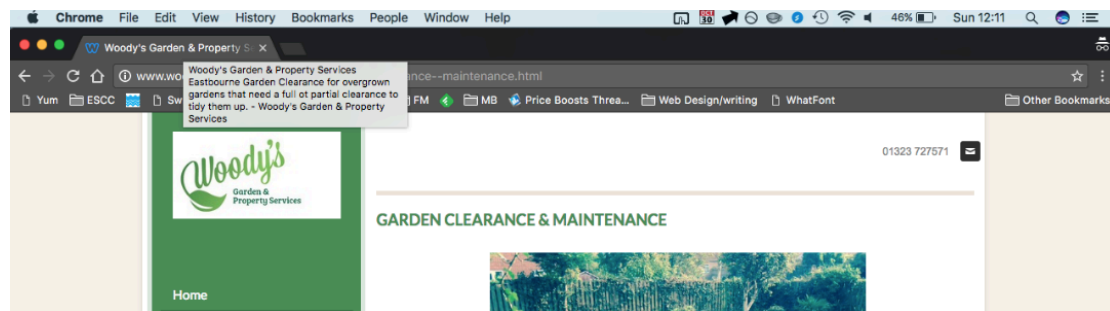 Chrome File Edit View History Bookmarks People Window Help 46% Sun 12:11
Woody's Garden & Property S
www.wo ance--maintenance.html
Woody's Garden & Property Services
Eastbourne Garden Clearance for overgrown
gardens that need a full ot partial clearance to
tidy them up. - Woody's Garden & Property
Services
Yum ESCC Sw FM MB Price Boosts Threa... Web Design/writing WhatFont Other Bookmarks
Woody's
Garden &
Property Services
01323 727571
GARDEN CLEARANCE & MAINTENANCE
Home